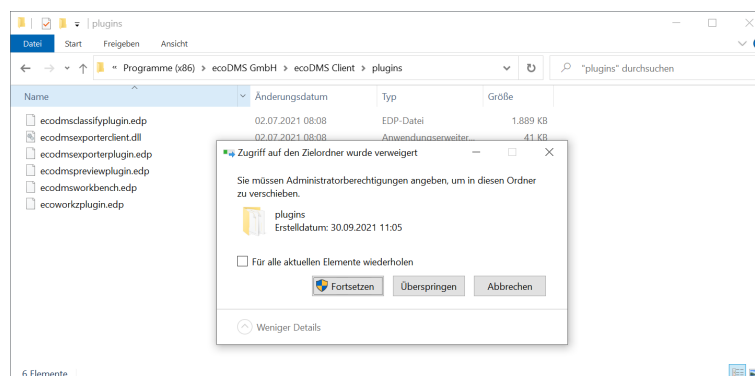 plugins
Datei Start Freigeben Ansicht
« Programme (x86) > ecoDMS GmbH > ecoDMS Client > plugins "plugins" durchsuchen
Name Änderungsdatum Typ Größe
ecodmsclassifyplugin.edp 02.07.2021 08:08 EDP-Datei 1.889 KB
ecodmsexporterclient.dll 02.07.2021 08:08 Anwendungserweiter... 41 KB
ecodmsexporterplugin.edp
ecodmspreviewplugin.edp
ecodmsworkbench.edp
ecoworkzplugin.edp
Zugriff auf den Zielordner wurde verweigert
Sie müssen Administratorberechtigungen angeben, um in diesen Ordner
zu verschieben.
plugins
Erstelldatum: 30.09.2021 11:05
Für alle aktuellen Elemente wiederholen
Fortsetzen Überspringen Abbrechen
Weniger Details
6 Elemente